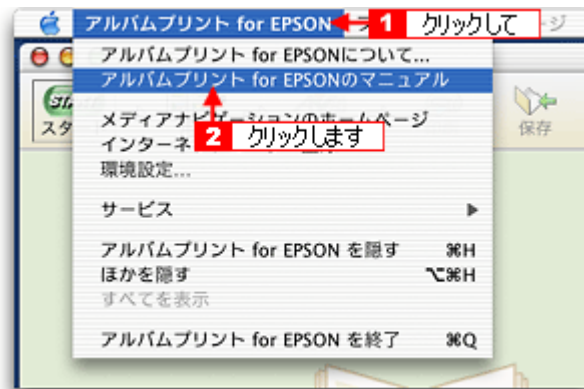 アルバムプリント for EPSON 1 クリックして
アルバムプリント for EPSONについて...
アルバムプリント for EPSONのマニュアル
メディアナビゲーションのホームページ
2 クリックします
インターネ
環境設定...
サービス
アルバムプリント for EPSON を隠す ⌘H
ほかを隠す ⌥⌘H
すべてを表示
アルバムプリント for EPSON を終了 ⌘Q
保存